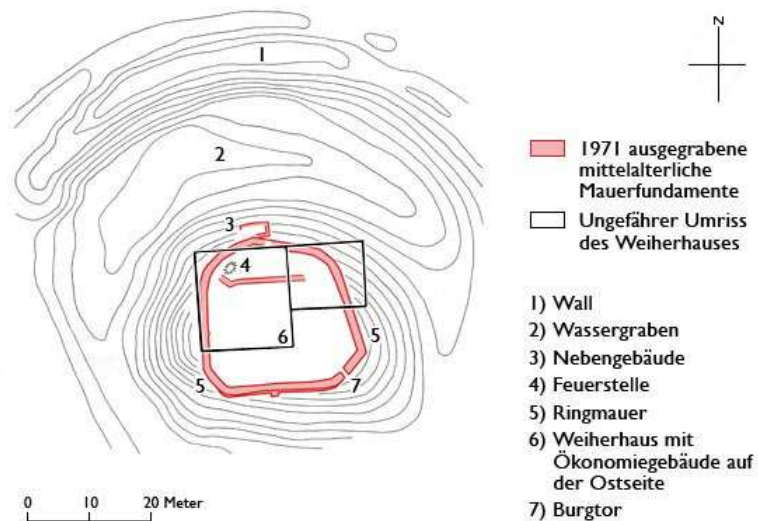 N
1
2
3
4
6
5
5
7
1971 ausgegrabene
mittelalterliche
Mauerfundamente
Ungefährer Umriss
des Weiherhauses
1) Wall
2) Wassergraben
3) Nebengebäude
4) Feuerstelle
5) Ringmauer
6) Weiherhaus mit
Ökonomiegebäude auf
der Ostseite
7) Burgtor
0 10 20 Meter